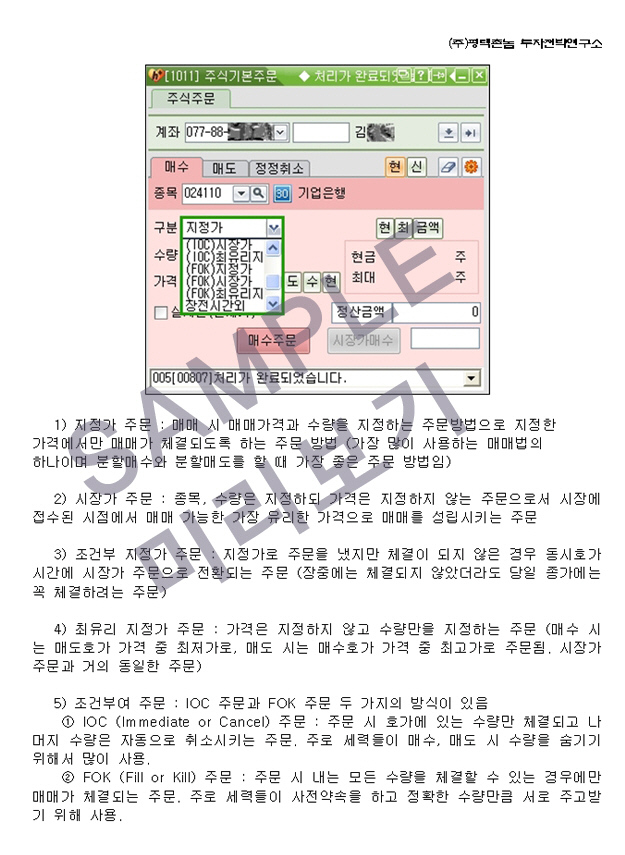 (주)평택촌놈 투자전략연구소
[1011] 주식기본주문 ◆ 처리가 완료되었
주식주문
계좌 077-88- 김
매수 매도 정정취소 현 신
종목 024110 30 기업은행
구분 지정가 현 최 금액
(IOC)시장가
수량 (IOC)최유리지 현금 주
(FOK)지정가
가격 (FOK)시장가 도 수 현 최대 주
(FOK)최유리지
장전시간외
정산금액 0
매수주문 시장가매수
005[00807]처리가 완료되었습니다.
SAMPLE
미리보기
1) 지정가 주문 : 매매 시 매매가격과 수량을 지정하는 주문방법으로 지정한
가격에서만 매매가 체결되도록 하는 주문 방법 (가장 많이 사용하는 매매법의
하나이며 분할매수와 분할매도를 할 때 가장 좋은 주문 방법임)
2) 시장가 주문 : 종목, 수량은 지정하되 가격은 지정하지 않는 주문으로서 시장에
접수된 시점에서 매매 가능한 가장 유리한 가격으로 매매를 성립시키는 주문
3) 조건부 지정가 주문 : 지정가로 주문을 냈지만 체결이 되지 않은 경우 동시호가
시간에 시장가 주문으로 전환되는 주문 (장중에는 체결되지 않았더라도 당일 종가에는
꼭 체결하려는 주문)
4) 최유리 지정가 주문 : 가격은 지정하지 않고 수량만을 지정하는 주문 (매수 시
는 매도호가 가격 중 최저가로, 매도 시는 매수호가 가격 중 최고가로 주문됨. 시장가
주문과 거의 동일한 주문)
5) 조건부여 주문 : IOC 주문과 FOK 주문 두 가지의 방식이 있음
① IOC (Immediate or Cancel) 주문 : 주문 시 호가에 있는 수량만 체결되고 나
머지 수량은 자동으로 취소시키는 주문. 주로 세력들이 매수, 매도 시 수량을 숨기기
위해서 많이 사용.
② FOK (Fill or Kill) 주문 : 주문 시 내는 모든 수량을 체결할 수 있는 경우에만
매매가 체결되는 주문. 주로 세력들이 사전약속을 하고 정확한 수량만큼 서로 주고받
기 위해 사용.